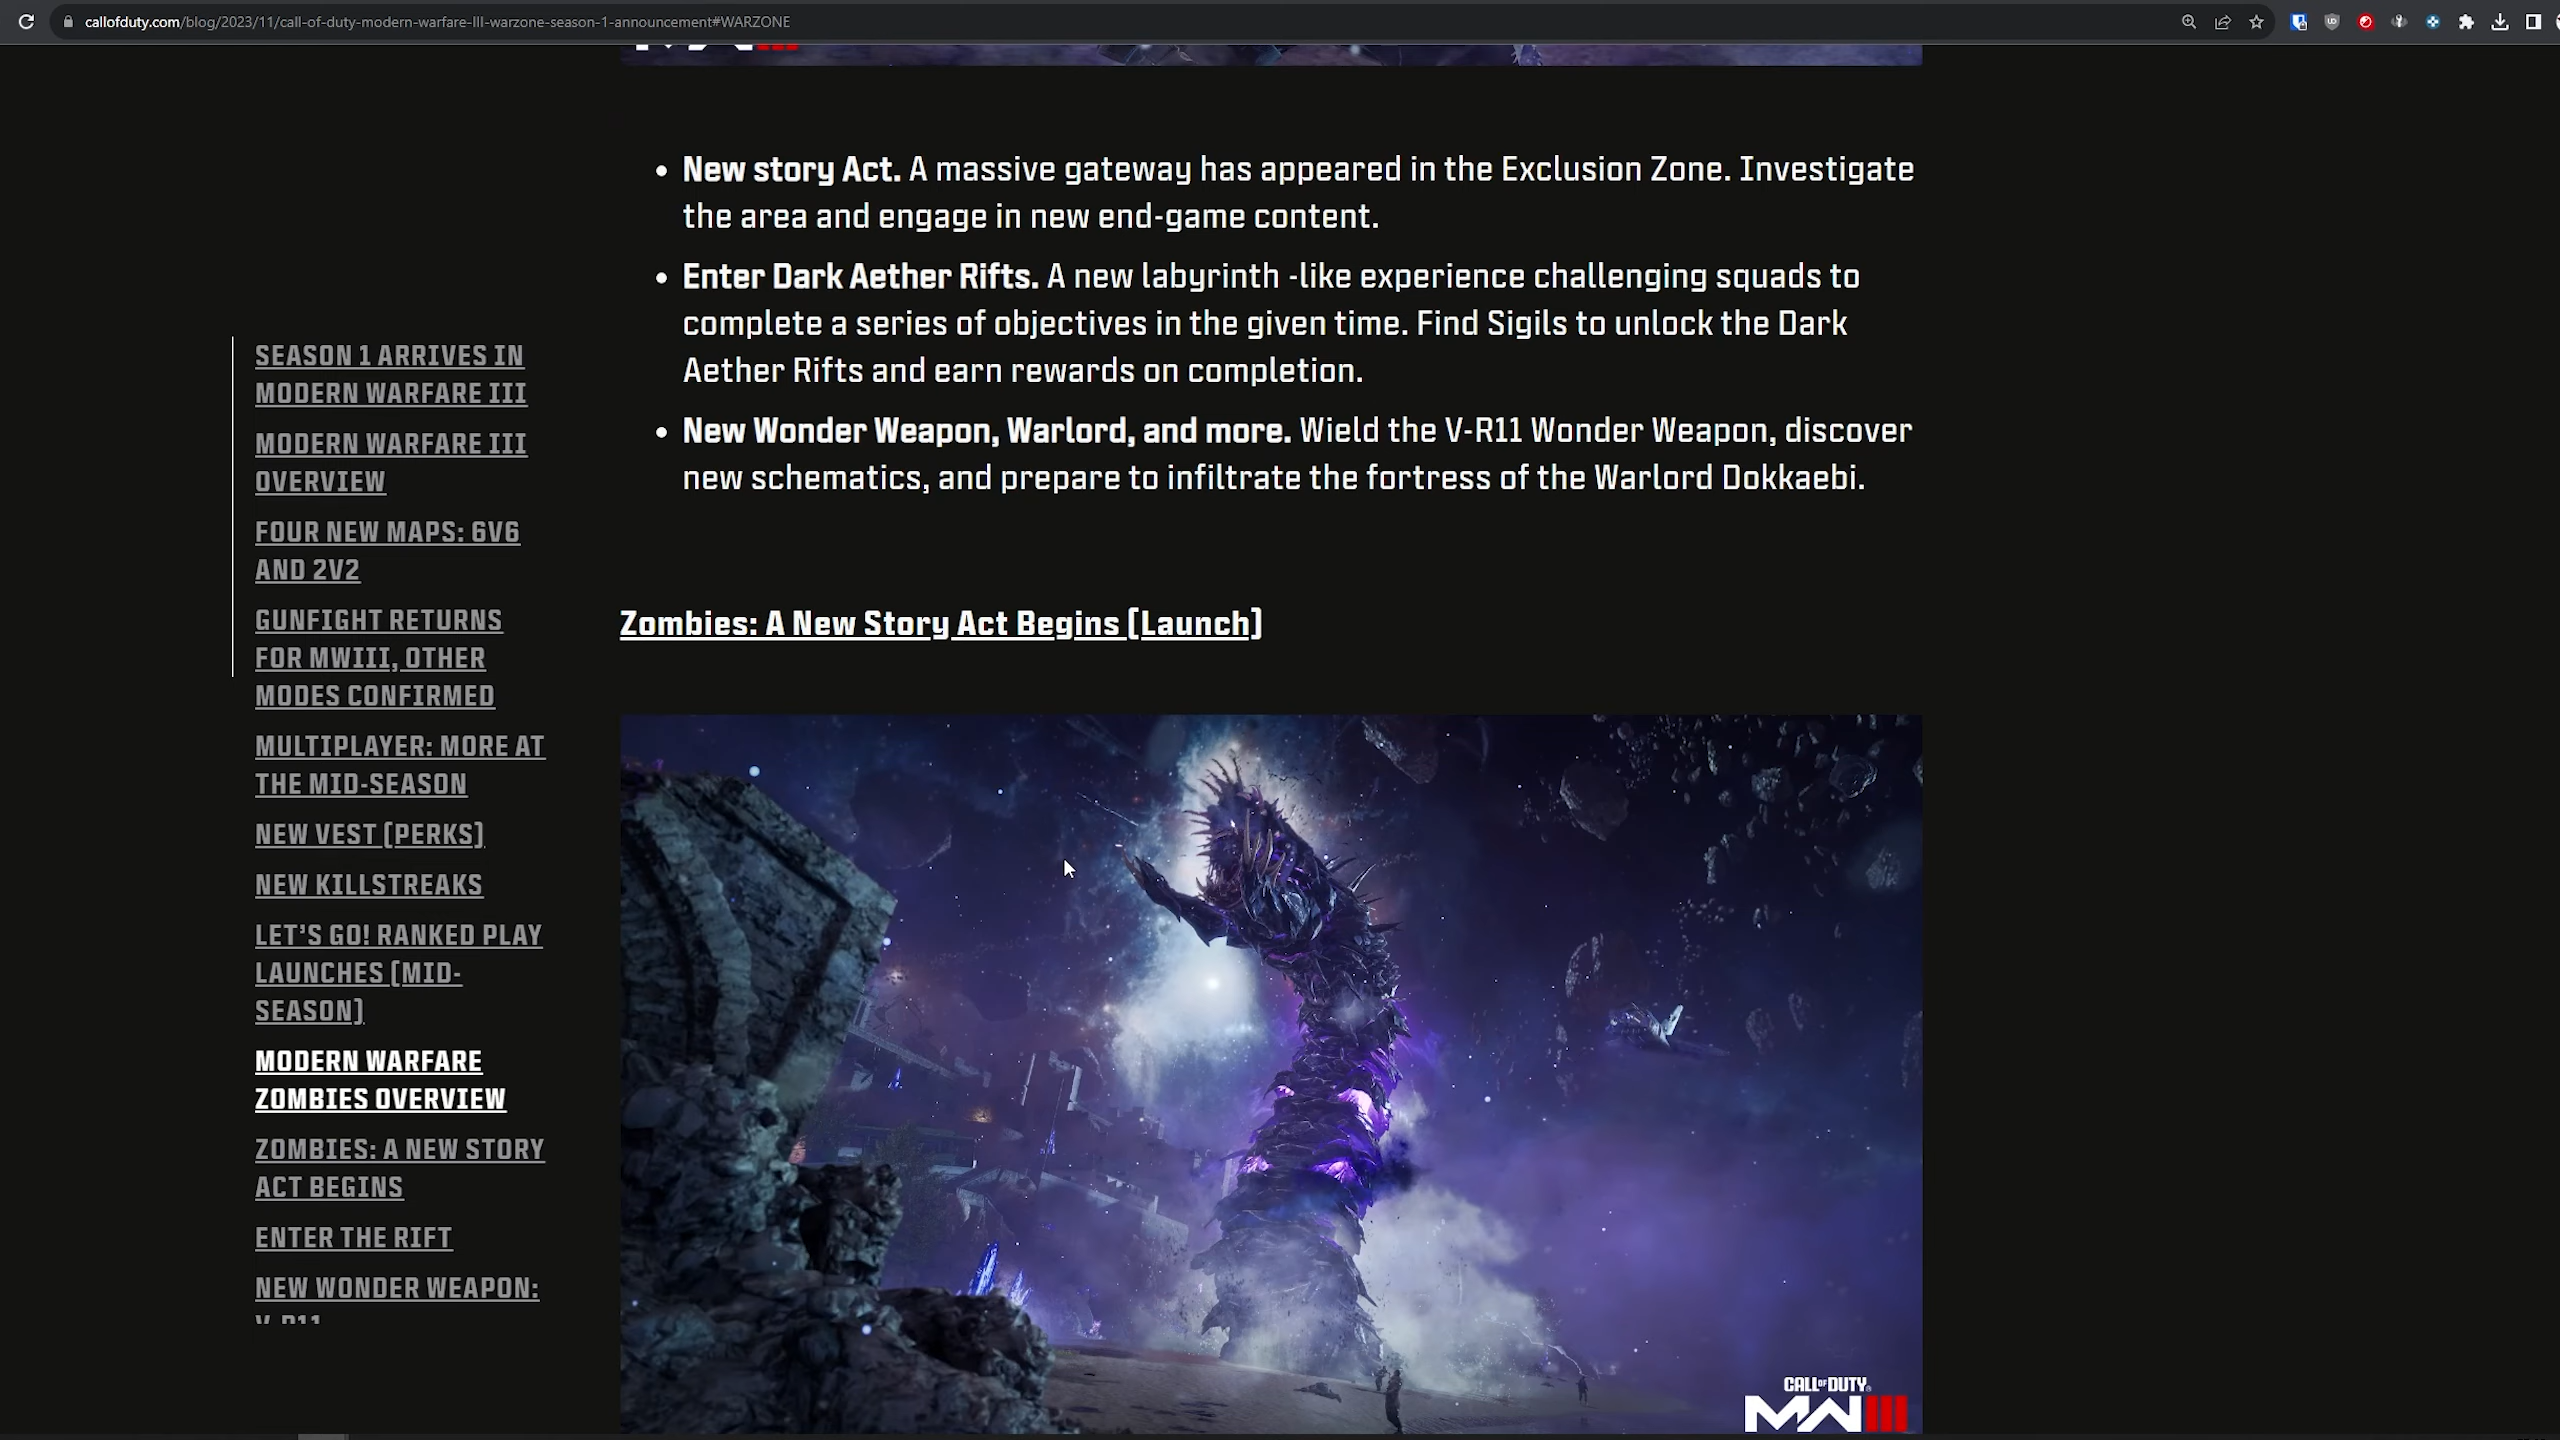 callofduty.com/blog/2023/11/call-of-duty-modern-warfare-III-warzone-season-1-announcement#WARZONE
• New story Act. A massive gateway has appeared in the Exclusion Zone. Investigate
the area and engage in new end-game content.
• Enter Dark Aether Rifts. A new labyrinth -like experience challenging squads to
complete a series of objectives in the given time. Find Sigils to unlock the Dark
Aether Rifts and earn rewards on completion.
• New Wonder Weapon, Warlord, and more. Wield the V-R11 Wonder Weapon, discover
new schematics, and prepare to infiltrate the fortress of the Warlord Dokkaebi.
SEASON 1 ARRIVES IN
MODERN WARFARE III
MODERN WARFARE III
OVERVIEW
FOUR NEW MAPS: 6V6
AND 2V2
GUNFIGHT RETURNS
FOR MWIII, OTHER
MODES CONFIRMED
MULTIPLAYER: MORE AT
THE MID-SEASON
NEW VEST (PERKS)
NEW KILLSTREAKS
LET'S GO! RANKED PLAY
LAUNCHES (MID-
SEASON)
MODERN WARFARE
ZOMBIES OVERVIEW
ZOMBIES: A NEW STORY
ACT BEGINS
ENTER THE RIFT
NEW WONDER WEAPON:
V-R11
Zombies: A New Story Act Begins (Launch)
CALL OF DUTY
MWIII